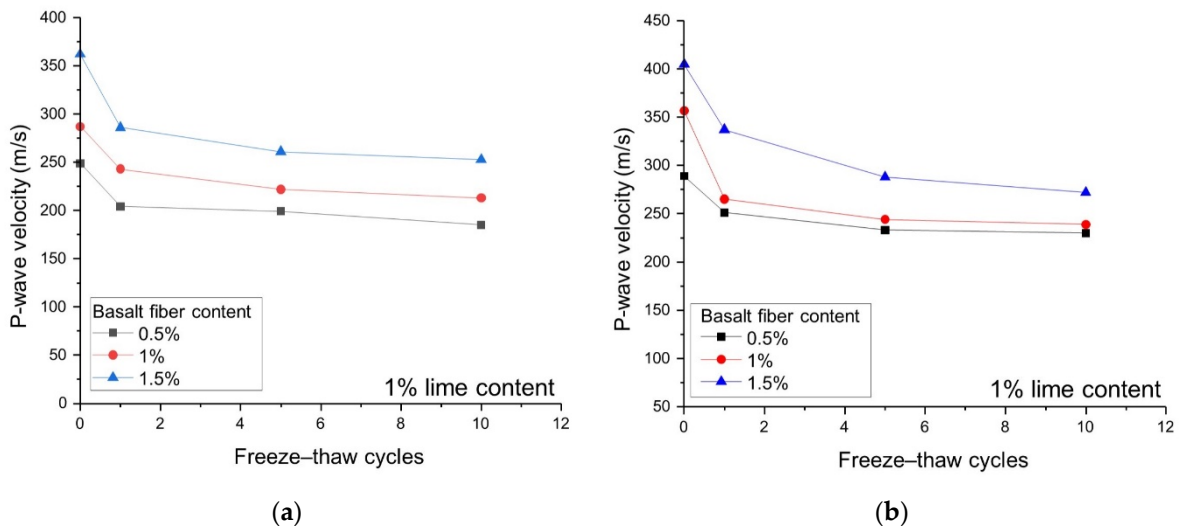 400
350
300
250
200
150
100
50
0
P-wave velocity (m/s)
Basalt fiber content
0.5%
1%
1.5%
1% lime content
0 2 4 6 8 10 12
Freeze–thaw cycles
(a)
450
400
350
300
250
200
150
100
50
P-wave velocity (m/s)
Basalt fiber content
0.5%
1%
1.5%
1% lime content
0 2 4 6 8 10 12
Freeze–thaw cycles
(b)